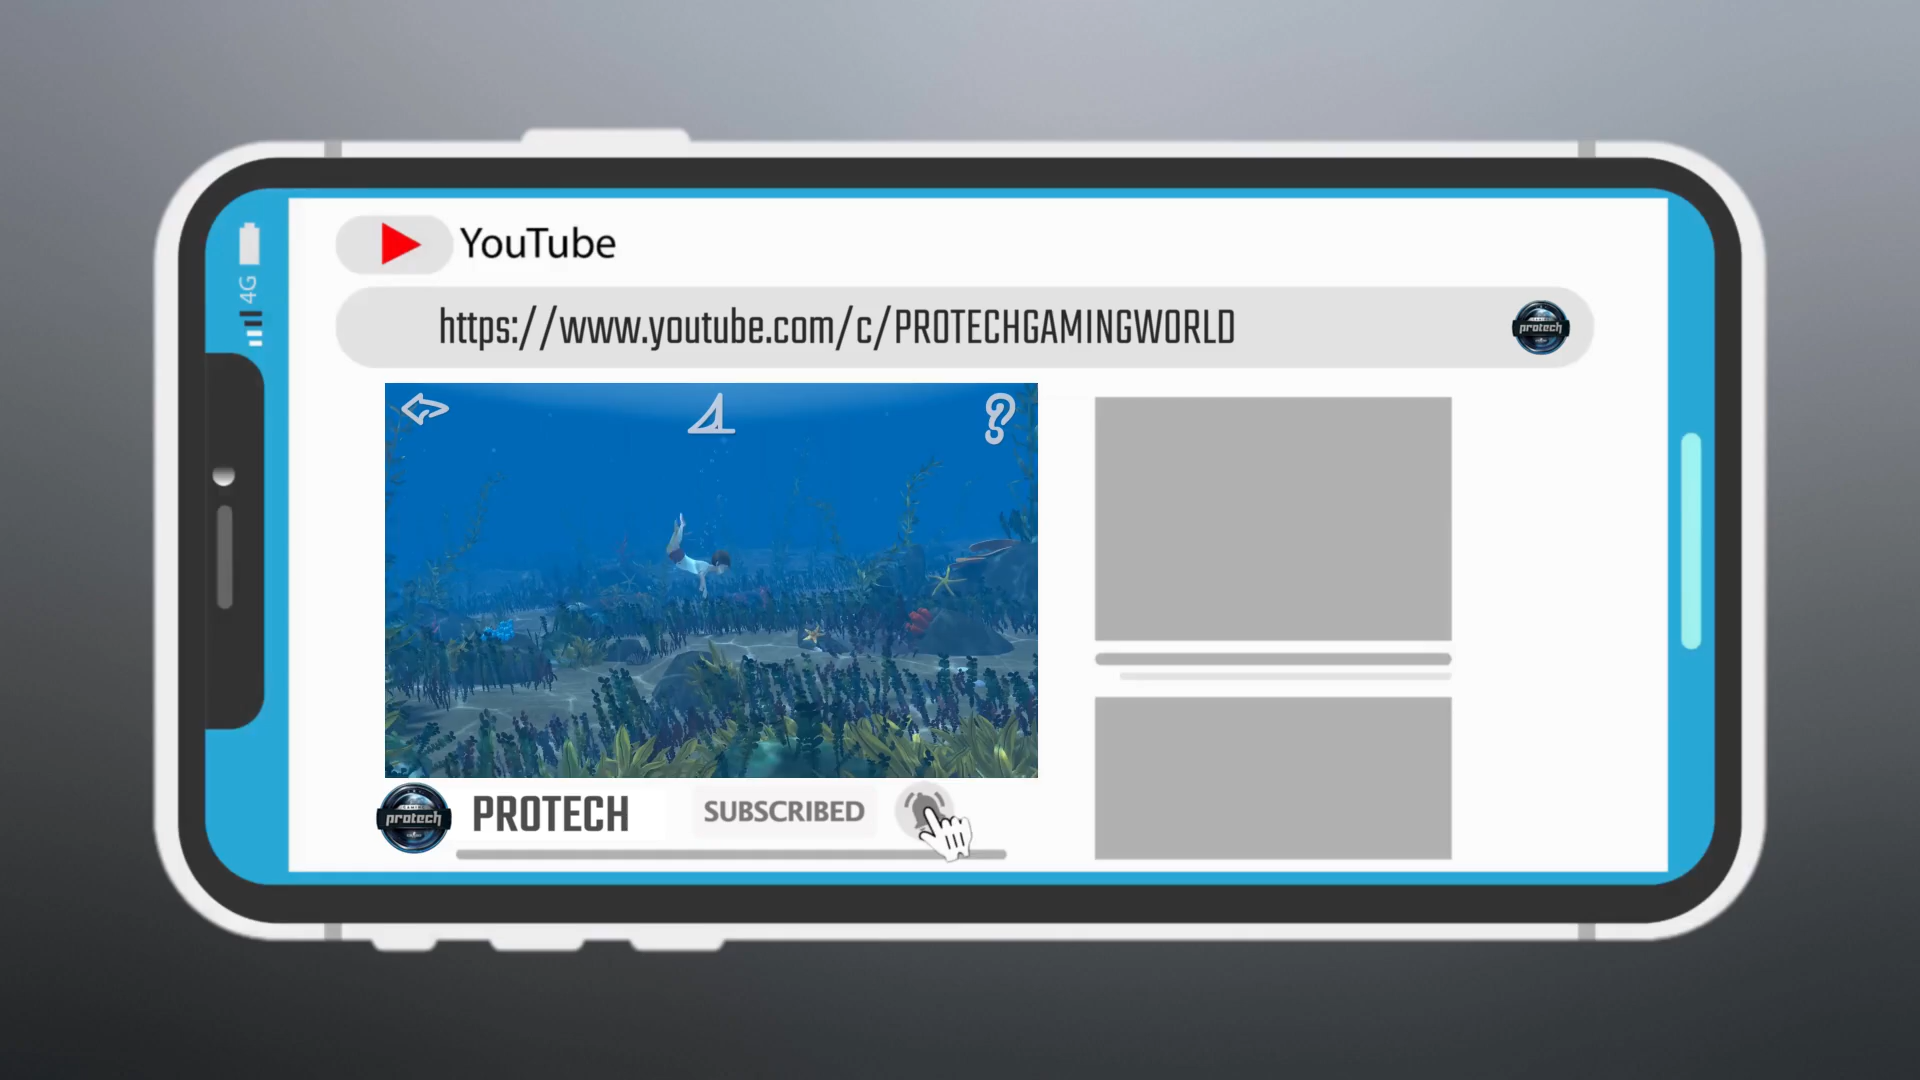 YouTube
4G
https://www.youtube.com/c/PROTECHGAMINGWORLD
protech
PROTECH
SUBSCRIBED
protech